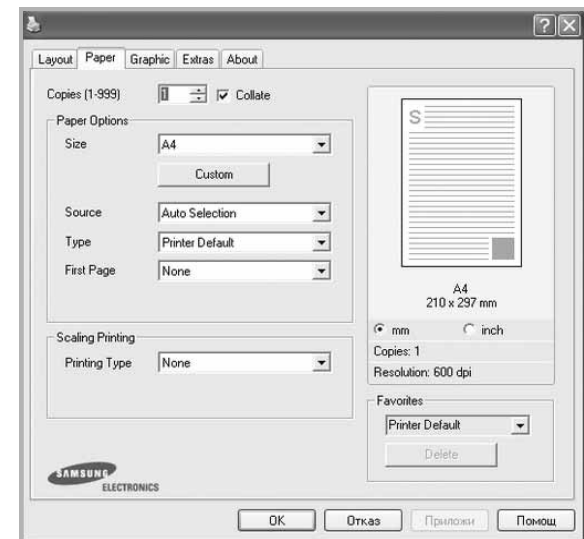 Layout Paper Graphic Extras About
Copies (1-999) 1 Collate
Paper Options
Size A4
Custom
Source Auto Selection
Type Printer Default
First Page None
Scaling Printing
Printing Type None
S
A4
210 x 297 mm
mm inch
Copies: 1
Resolution: 600 dpi
Favorites
Printer Default
Delete
SAMSUNG
ELECTRONICS
OK Отказ Приложи Помощ